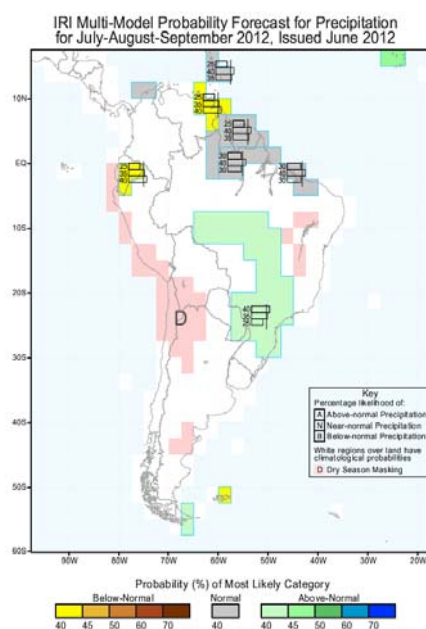 IRI Multi-Model Probability Forecast for Precipitation
for July-August-September 2012, Issued June 2012
10N
EQ
10S
20S
30S
40S
50S
60S
D
Key
Percentage likelihood of:
A Above-normal Precipitation
N Near-normal Precipitation
B Below-normal Precipitation
White regions over land have
climatological probabilities
D Dry Season Masking
90W 80W 70W 60W 50W 40W 30W
Probability (%) of Most Likely Category
Below-Normal Normal Above-Normal
40 45 50 60 70 40 40 45 50 60 70